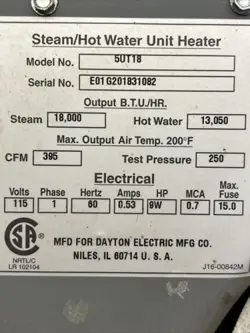 Steam/Hot Water Unit Heater
Model No. 5UT18
Serial No. E01G201831082
Output B.T.U./HR.
Steam 18,000 Hot Water 13,050
Max. Output Air Temp. 200°F
CFM 395 Test Pressure 250
Electrical
Volts Phase Hertz Amps HP MCA Max. Fuse
115 1 60 0.53 9W 0.7 15.0
SA
NRTL/C
LR 102104
MFD FOR DAYTON ELECTRIC MFG CO.
NILES, IL 60714 U. S. A.
J16-00842M